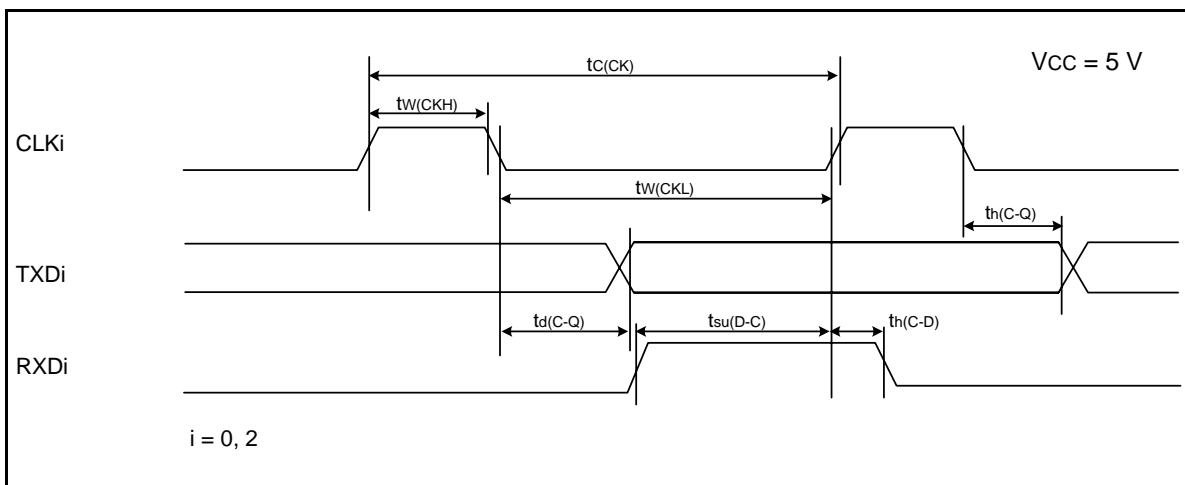 VCC = 5 V
tC(CK)
tW(CKH)
CLKi
tW(CKL)
th(C-Q)
TXDi
td(C-Q) tsu(D-C) th(C-D)
RXDi
i = 0, 2